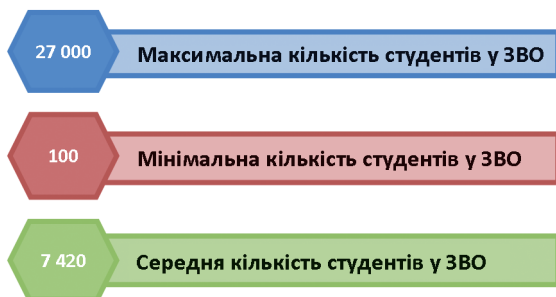 27 000 Максимальна кількість студентів у ЗВО
100 Мінімальна кількість студентів у ЗВО
7 420 Середня кількість студентів у ЗВО